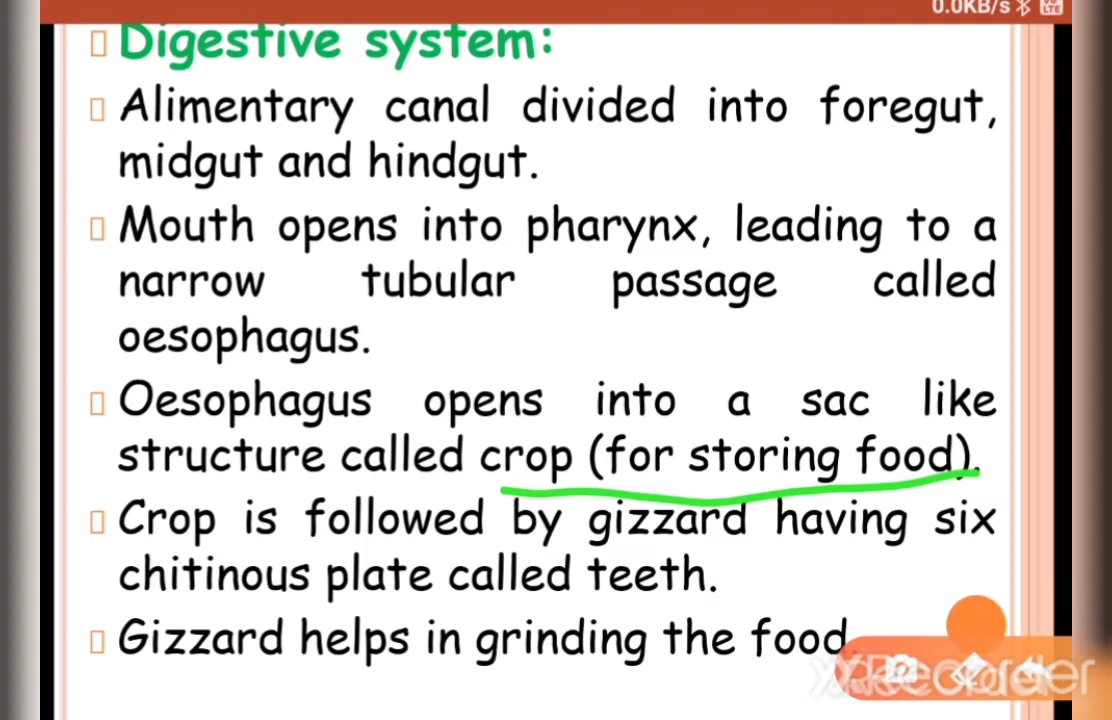 0.0KB/s
Digestive system:
Alimentary canal divided into foregut,
midgut and hindgut.
Mouth opens into pharynx, leading to a
narrow tubular passage called
oesophagus.
Oesophagus opens into a sac like
structure called crop (for storing food).
Crop is followed by gizzard having six
chitinous plate called teeth.
Gizzard helps in grinding the food
XRecorder